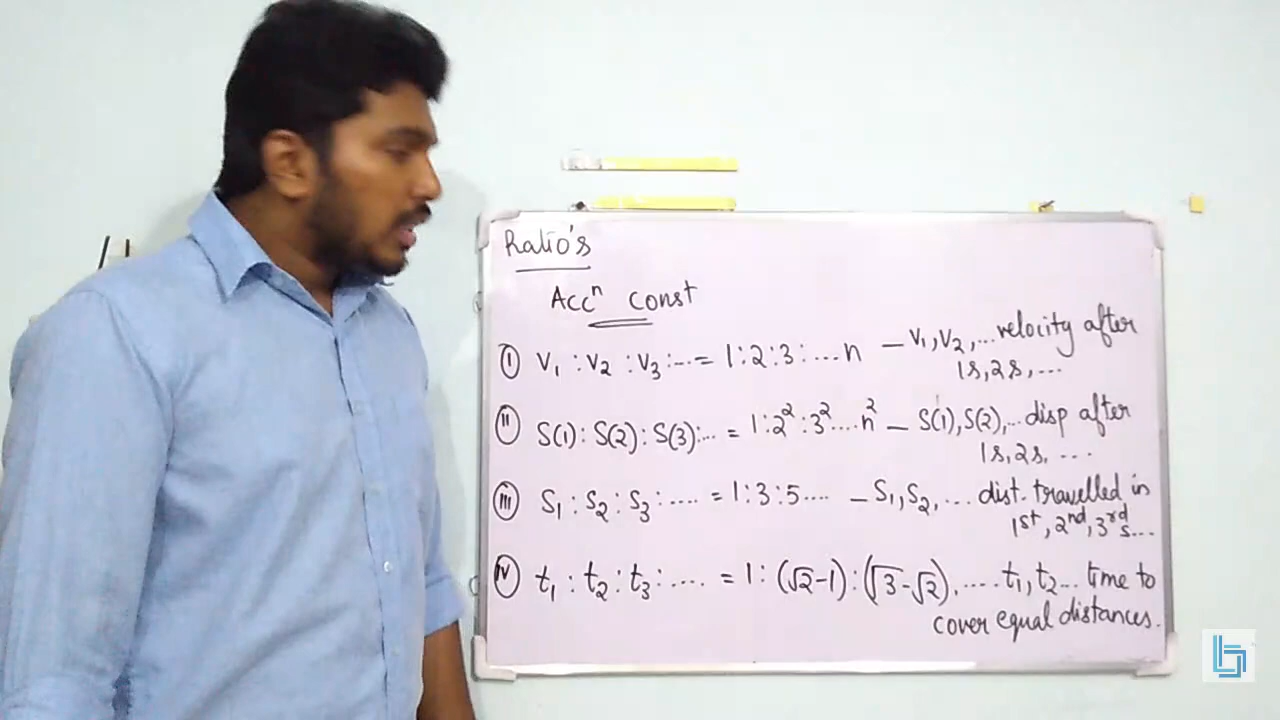 Ratio's
Accⁿ const
(i) V₁ : V₂ : V₃ : ... = 1 : 2 : 3 : .... n — V₁, V₂, ... velocity after
1s, 2s, ...
(ii) S(1) : S(2) : S(3) : ... = 1 : 2² : 3² .... n² — S(1), S(2), ... disp after
1s, 2s, ...
(iii) S₁ : S₂ : S₃ : .... = 1 : 3 : 5 .... — S₁, S₂, ... dist. travelled in
1st, 2nd, 3rd s...
(iv) t₁ : t₂ : t₃ : .... = 1 : (√2-1) : (√3-√2), .... t₁, t₂... time to
cover equal distances.